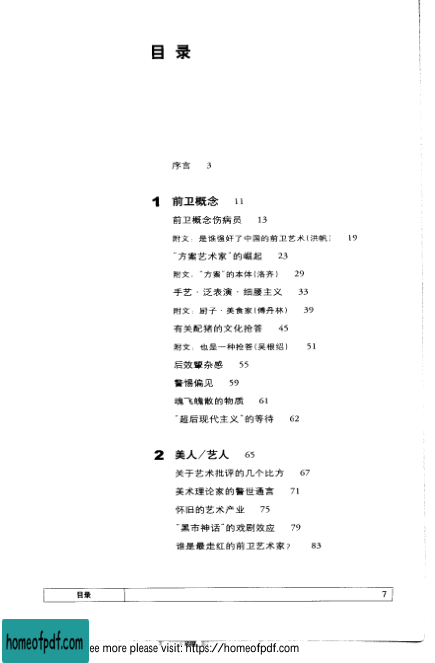 目 录
序言 3
1 前卫概念 11
前卫概念伤病员 13
附文：是谁强奸了中国的前卫艺术(洪帆) 19
“方案艺术家”的崛起 23
附文：“方案”的本体(洛齐) 29
手艺·泛表演·细腰主义 33
附文：厨子·美食家(傅丹林) 39
有关配猪的文化抢答 45
附文：也是一种抢答(吴根绍) 51
后效颦杂感 55
警惕偏见 59
魂飞魄散的物质 61
“超后现代主义”的等待 62
2 美人／艺人 65
关于艺术批评的几个比方 67
美术理论家的警世通言 71
怀旧的艺术产业 75
“黑市神话”的戏剧效应 79
谁是最走红的前卫艺术家? 83
目录 7
homeofpdf.com
ee more please visit: https://homeofpdf.com